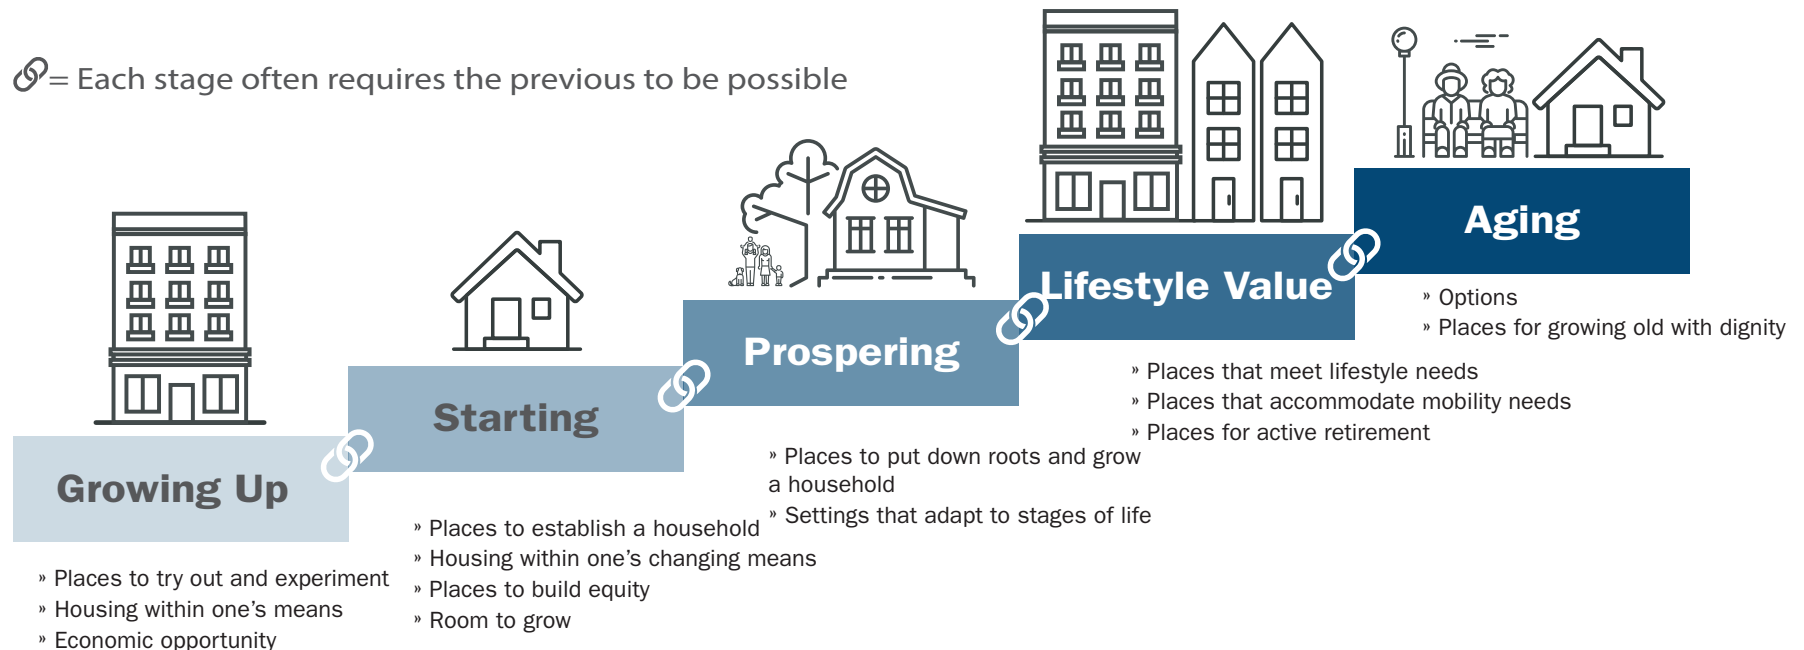 = Each stage often requires the previous to be possible
Growing Up
» Places to try out and experiment
» Housing within one’s means
» Economic opportunity
Starting
» Places to establish a household
» Housing within one’s changing means
» Places to build equity
» Room to grow
Prospering
» Places to put down roots and grow
a household
» Settings that adapt to stages of life
Lifestyle Value
» Places that meet lifestyle needs
» Places that accommodate mobility needs
» Places for active retirement
Aging
» Options
» Places for growing old with dignity